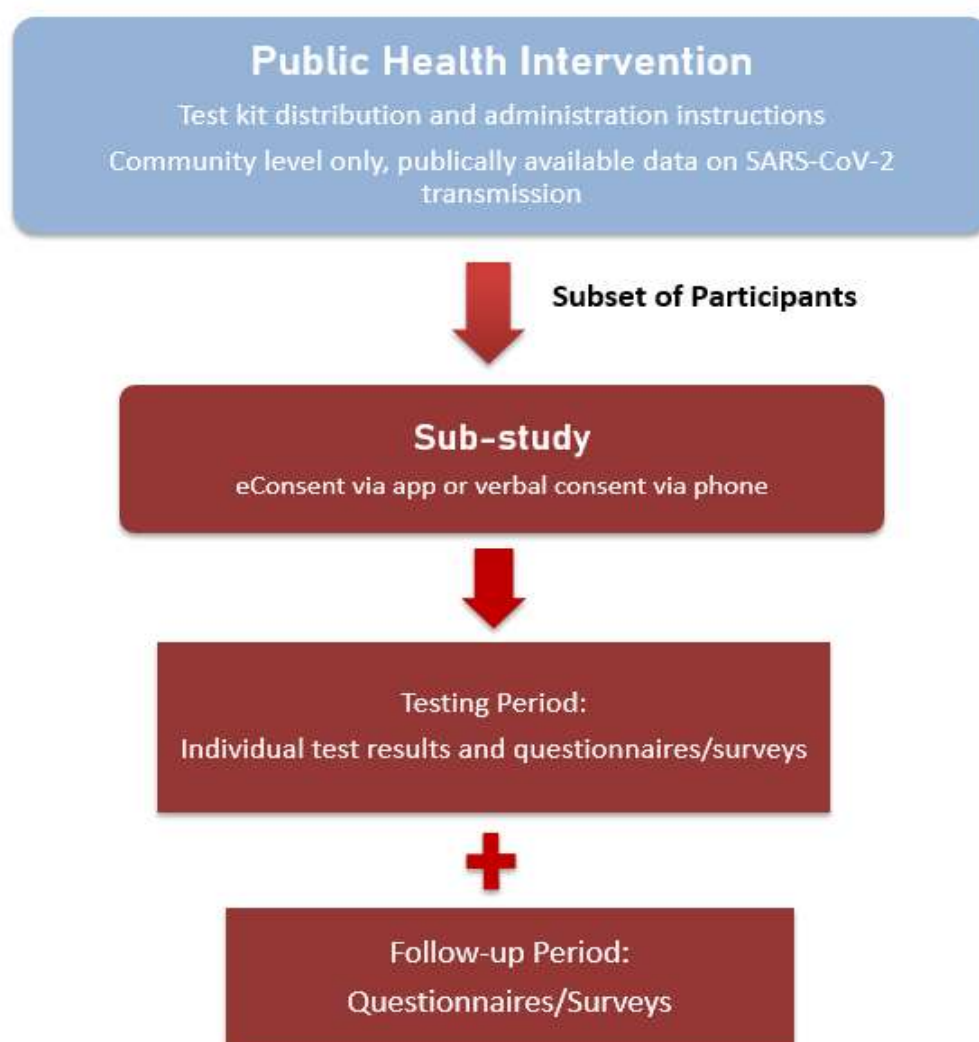 Public Health Intervention
Test kit distribution and administration instructions
Community level only, publically available data on SARS-CoV-2
transmission
Subset of Participants
Sub-study
eConsent via app or verbal consent via phone
Testing Period:
Individual test results and questionnaires/surveys
Follow-up Period:
Questionnaires/Surveys